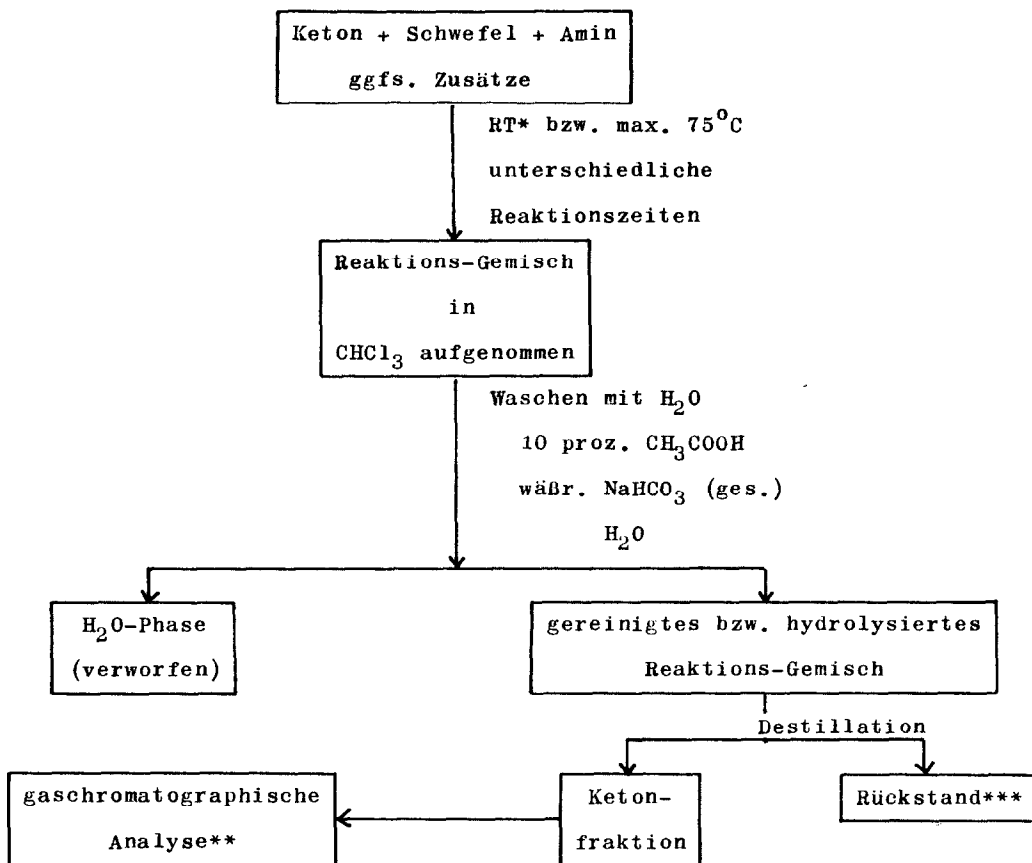 Keton + Schwefel + Amin
ggfs. Zusätze
RT* bzw. max. 75°C
unterschiedliche
Reaktionszeiten
Reaktions-Gemisch
in
CHCl₃ aufgenommen
Waschen mit H₂O
10 proz. CH₃COOH
wäßr. NaHCO₃ (ges.)
H₂O
H₂O-Phase
(verworfen)
gereinigtes bzw. hydrolysiertes
Reaktions-Gemisch
Destillation
gaschromatographische
Analyse**
Keton-
fraktion
Rückstand***